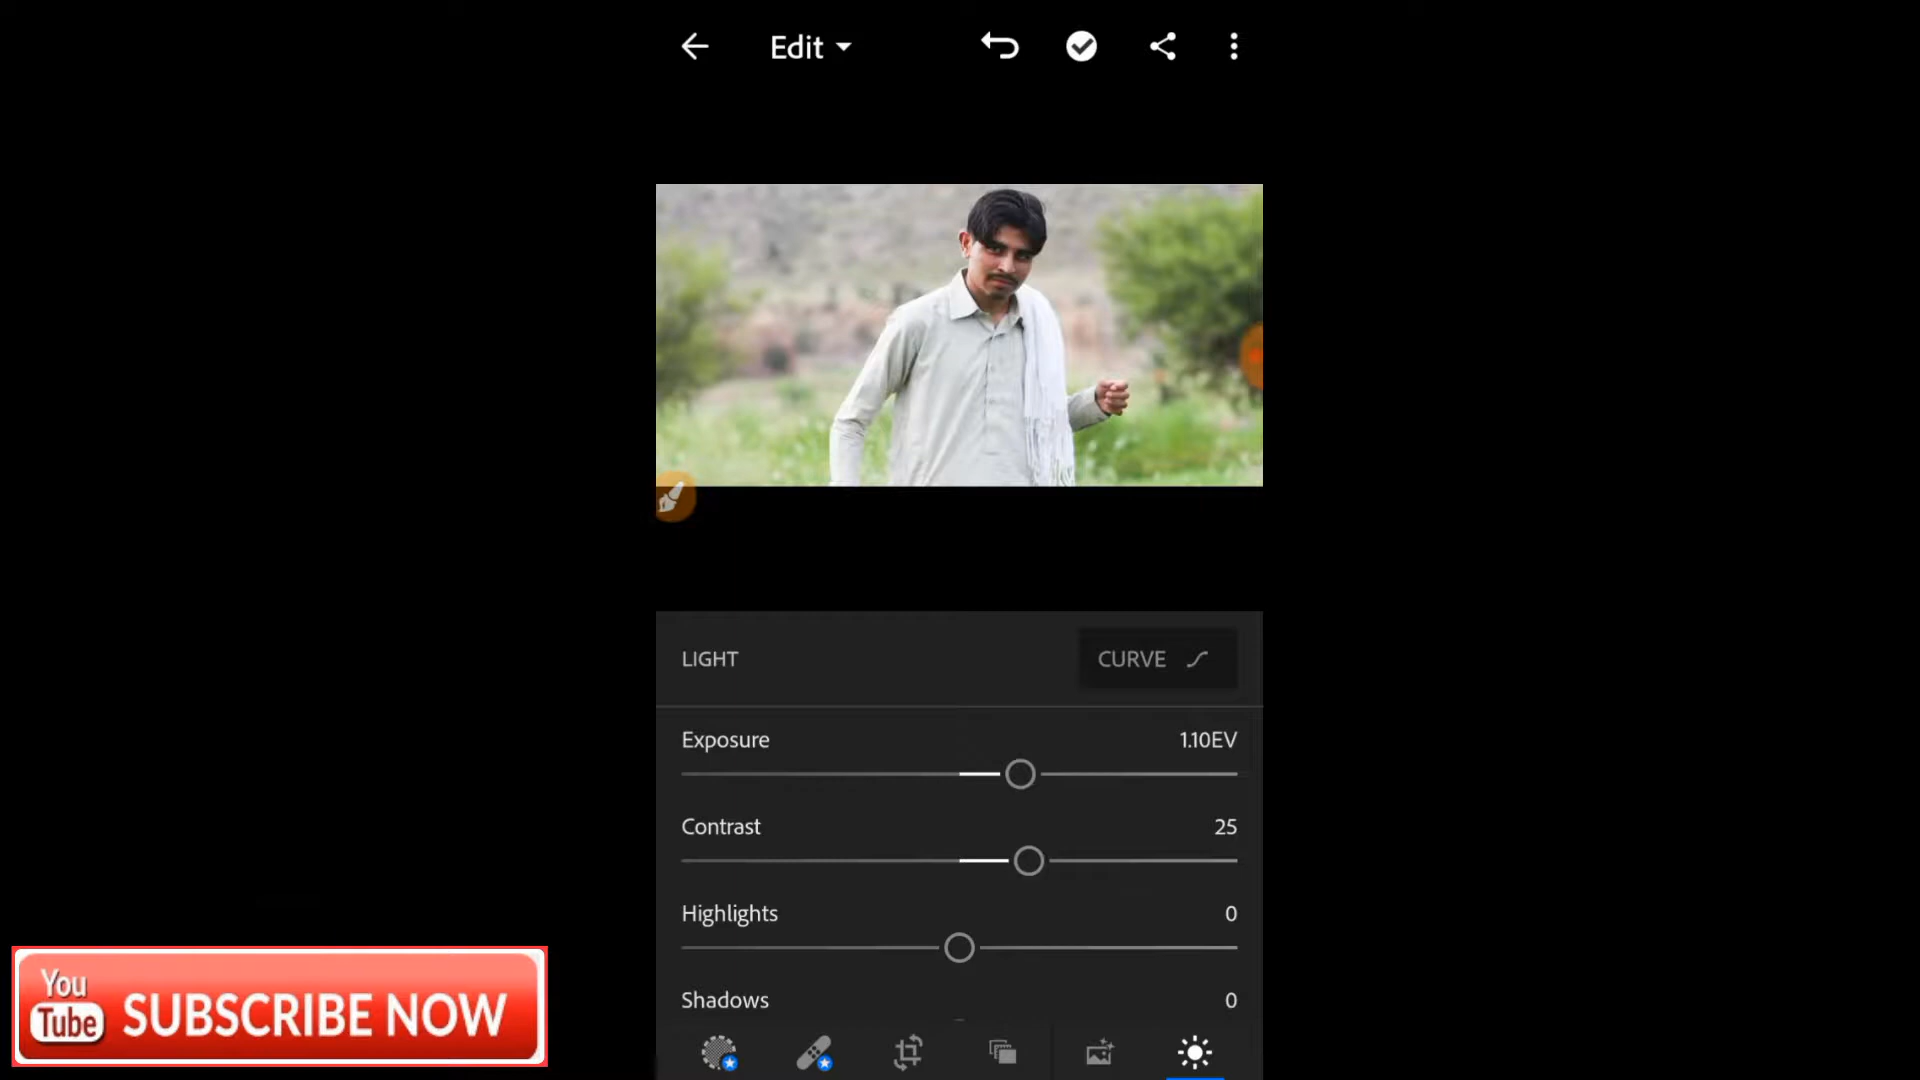 Edit
LIGHT
CURVE
Exposure
1.10EV
Contrast
25
Highlights
0
Shadows
0
You
Tube
SUBSCRIBE NOW